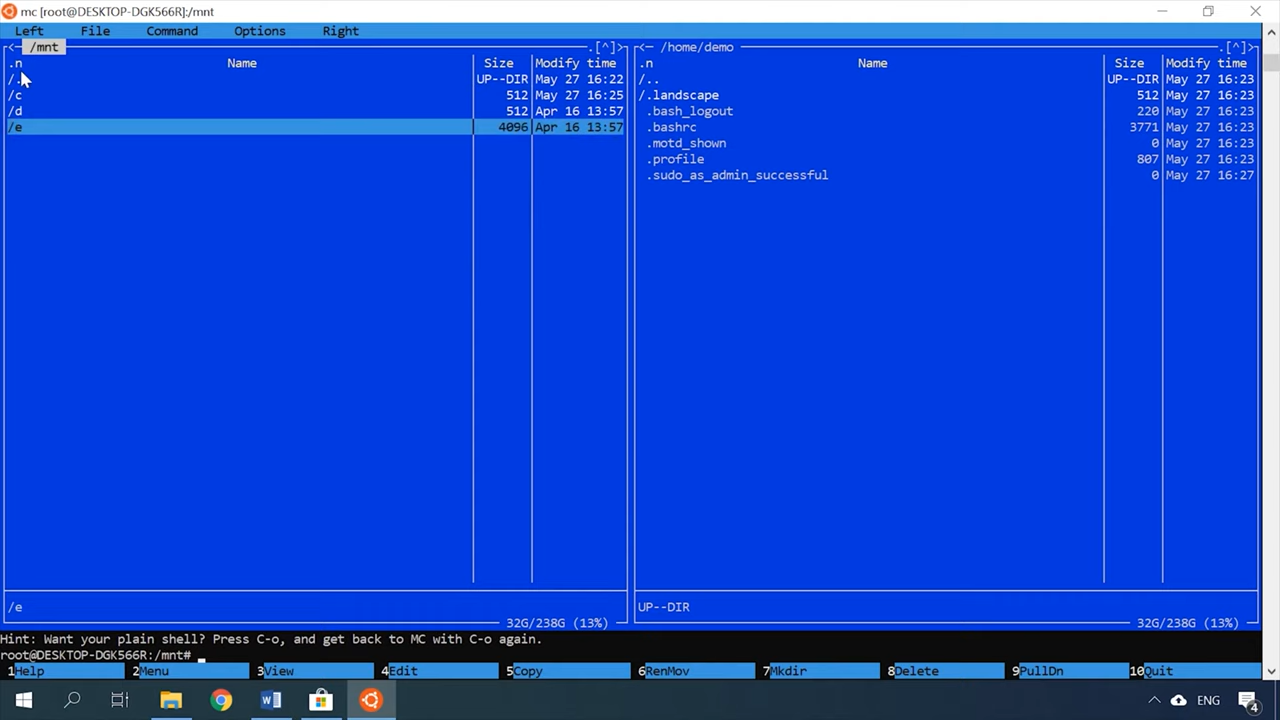 mc [root@DESKTOP-DGK566R]:/mnt
Left File Command Options Right
<- /mnt .[^]>
.n Name Size Modify time
/.. UP--DIR May 27 16:22
/c 512 May 27 16:25
/d 512 Apr 16 13:57
/e 4096 Apr 16 13:57
/e
32G/238G (13%)
<- /home/demo .[^]>
.n Name Size Modify time
/.. UP--DIR May 27 16:23
/.landscape 512 May 27 16:23
.bash_logout 220 May 27 16:23
.bashrc 3771 May 27 16:23
.motd_shown 0 May 27 16:23
.profile 807 May 27 16:23
.sudo_as_admin_successful 0 May 27 16:27
UP--DIR
32G/238G (13%)
Hint: Want your plain shell? Press C-o, and get back to MC with C-o again.
root@DESKTOP-DGK566R:/mnt#
1Help 2Menu 3View 4Edit 5Copy 6RenMov 7Mkdir 8Delete 9PullDn 10Quit
ENG 4